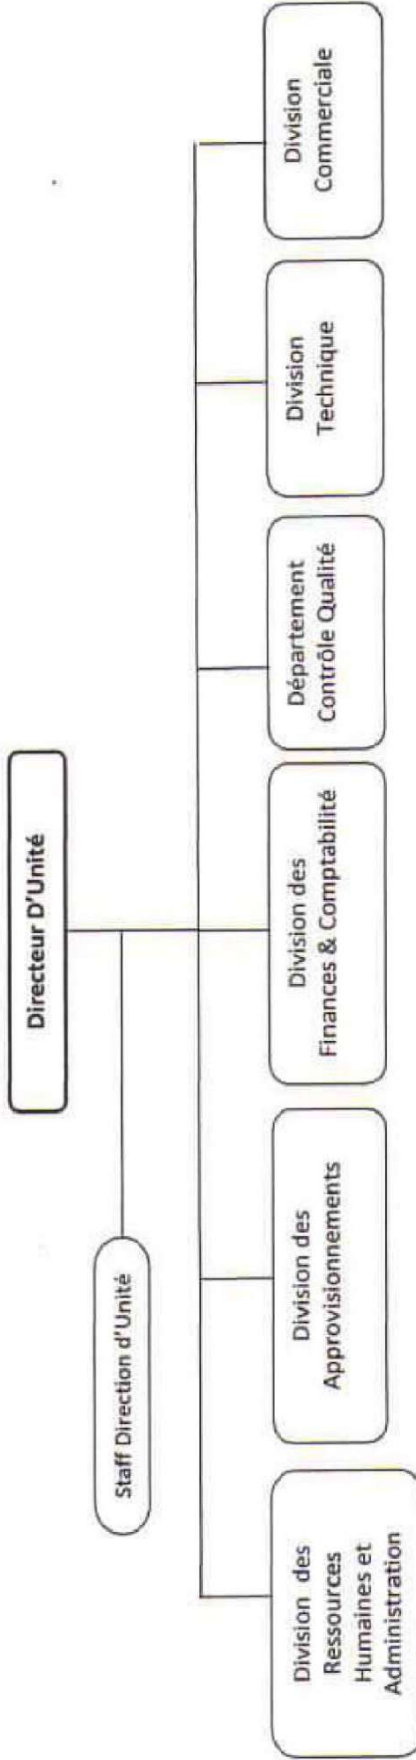 Directeur D'Unité
Staff Direction d'Unité
Division des
Ressources
Humaines et
Administration
Division des
Approvisionnements
Division des
Finances & Comptabilité
Département
Contrôle Qualité
Division
Technique
Division
Commerciale